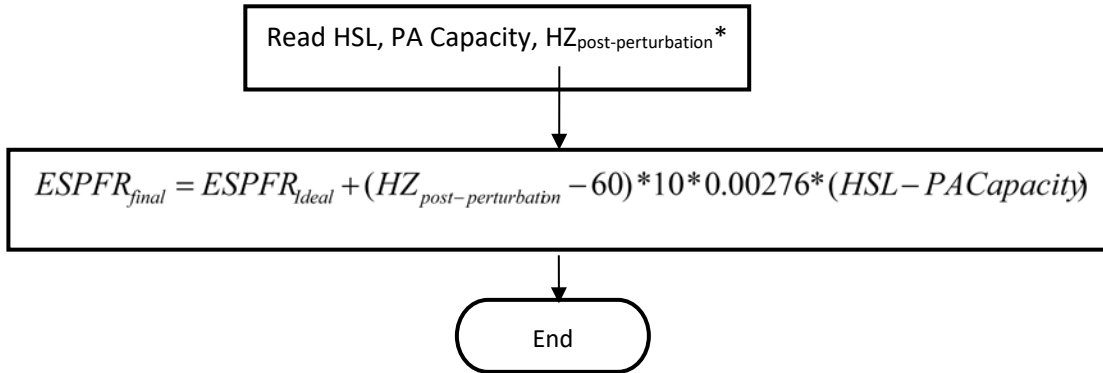 Read HSL, PA Capacity, HZpost-perturbation*
ESPFRfinal = ESPFRIdeal + (HZpost−perturbation − 60)*10*0.00276*(HSL − PACapacity)
End